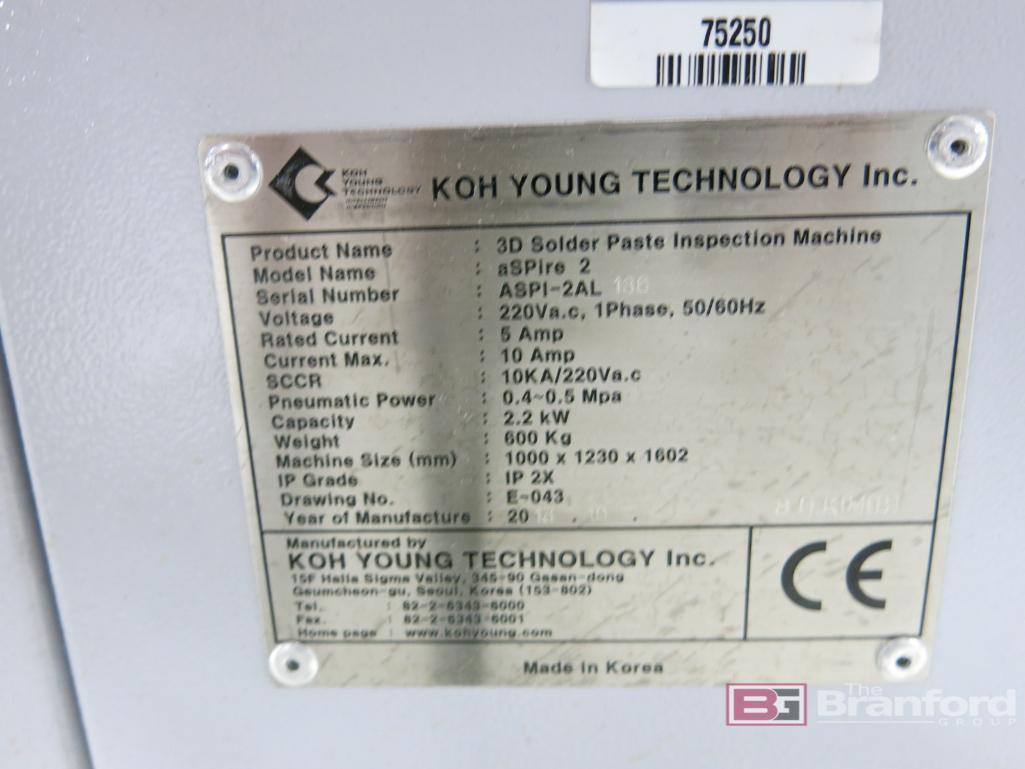 75250
KOH
YOUNG
TECHNOLOGY
KOH YOUNG TECHNOLOGY Inc.
Product Name : 3D Solder Paste Inspection Machine
Model Name : aSPire 2
Serial Number : ASPI-2AL
Voltage : 220Va.c, 1Phase, 50/60Hz
Rated Current : 5 Amp
Current Max. : 10 Amp
SCCR : 10KA/220Va.c
Pneumatic Power : 0.4~0.5 Mpa
Capacity : 2.2 kW
Weight : 600 Kg
Machine Size (mm) : 1000 x 1230 x 1602
IP Grade : IP 2X
Drawing No. : E-043
Year of Manufacture : 20 . .
Manufactured by
KOH YOUNG TECHNOLOGY Inc.
15F Halla Sigma Valley, 345-90 Gasan-dong
Geumcheon-gu, Seoul, Korea (153-802)
Tel. : 82-2-6343-6000
Fax. : 82-2-6343-6001
Home page : www.kohyoung.com
CE
Made in Korea
BG The Branford GROUP